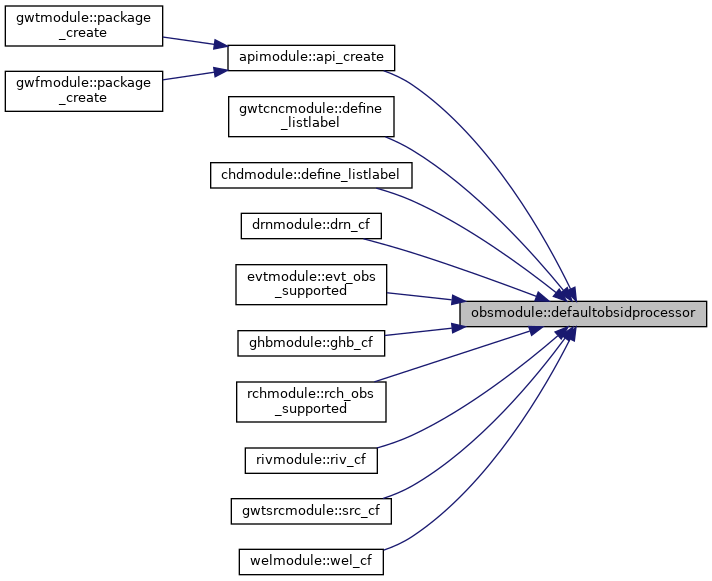 gwtmodule::package
_create
gwfmodule::package
_create
apimodule::api_create
gwtcncmodule::define
_listlabel
chdmodule::define_listlabel
drnmodule::drn_cf
evtmodule::evt_obs
_supported
ghbmodule::ghb_cf
rchmodule::rch_obs
_supported
rivmodule::riv_cf
gwtsrcmodule::src_cf
welmodule::wel_cf
obsmodule::defaultobsidprocessor